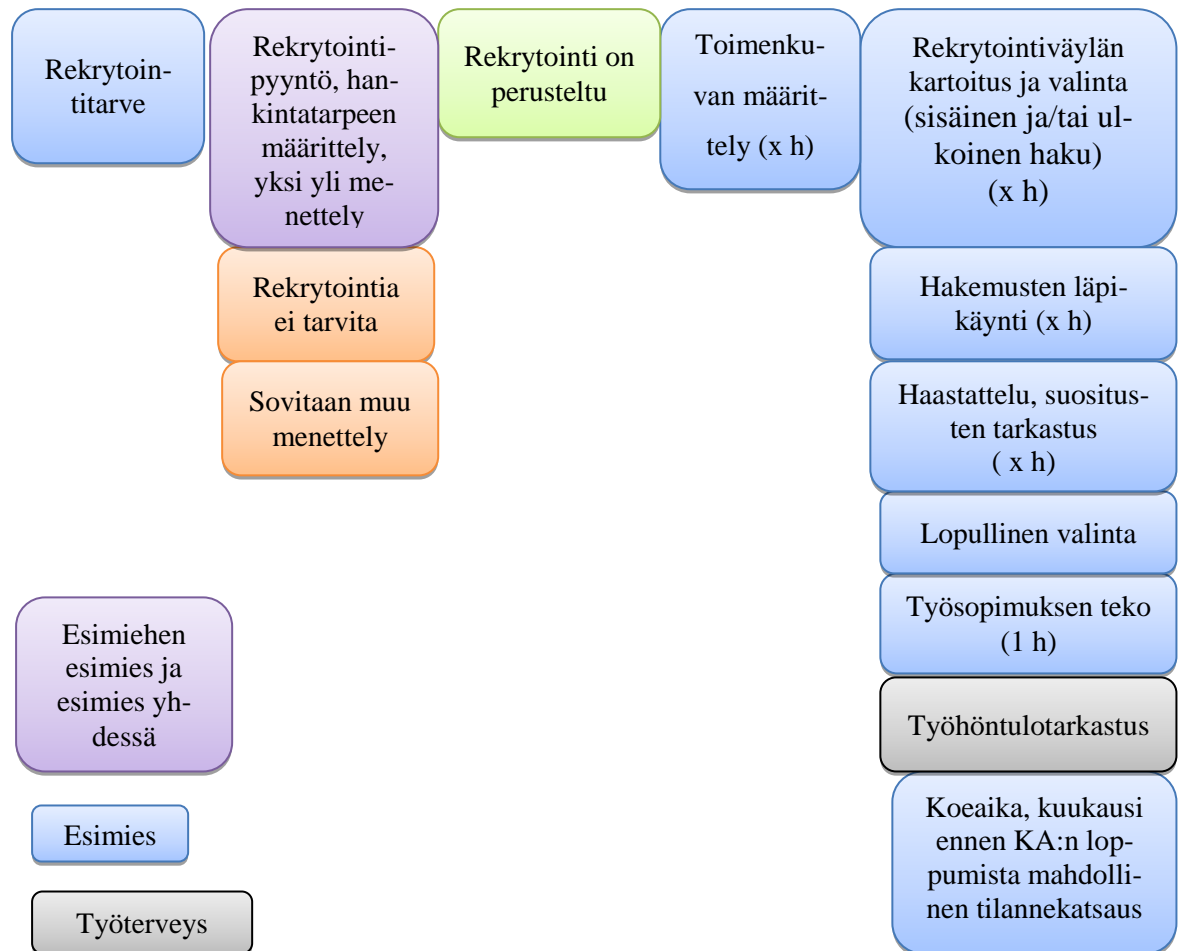 Rekrytoin-
titarve
Rekrytointi-
pyyntö, han-
kintatarpeen
määrittely,
yksi yli me-
nettely
Rekrytointi on
perusteltu
Toimenku-
van määrit-
tely (x h)
Rekrytointiväylän
kartoitus ja valinta
(sisäinen ja/tai ul-
koinen haku)
(x h)
Rekrytointia
ei tarvita
Sovitaan muu
menettely
Hakemusten läpi-
käynti (x h)
Haastattelu, suositus-
ten tarkastus
( x h)
Lopullinen valinta
Työsopimuksen teko
(1 h)
Työhöntulotarkastus
Koeaika, kuukausi
ennen KA:n lop-
pumista mahdolli-
nen tilannekatsaus
Esimiehen
esimies ja
esimies yh-
dessä
Esimies
Työterveys